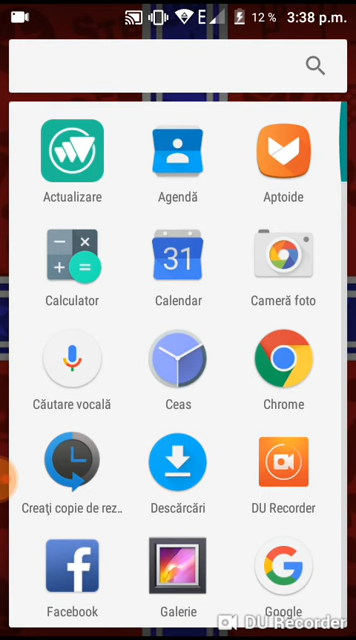 E 12 % 3:38 p.m.
Actualizare Agendă Aptoide
31
Calculator Calendar Cameră foto
Căutare vocală Ceas Chrome
Creați copie de rez.. Descărcări DU Recorder
Facebook Galerie Google
DU Recorder